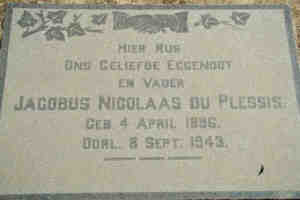 HIER RUS
ONS GELIEFDE EGGENOOT
EN VADER
JACOBUS NICOLAAS DU PLESSIS.
GEB. 4 APRIL 1896.
OORL. 8 SEPT. 1943.